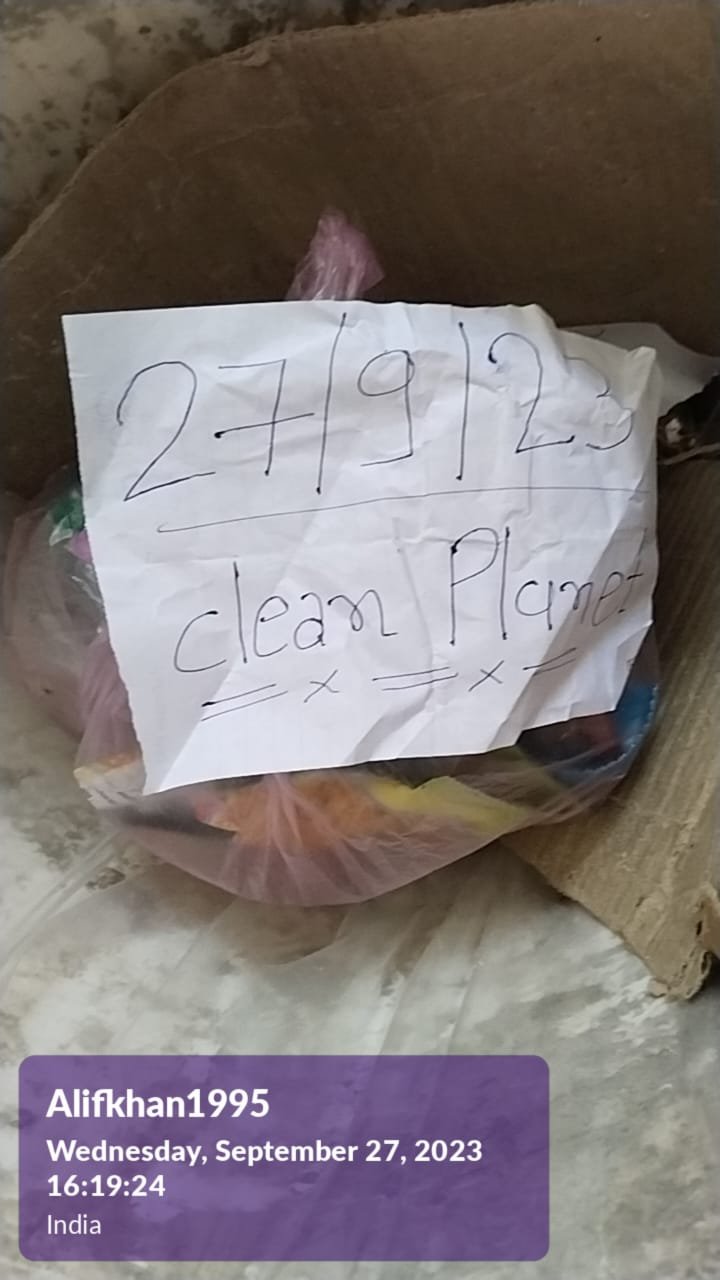 27/9/23
clean Planet
= x = x =
Alifkhan1995
Wednesday, September 27, 2023
16:19:24
India